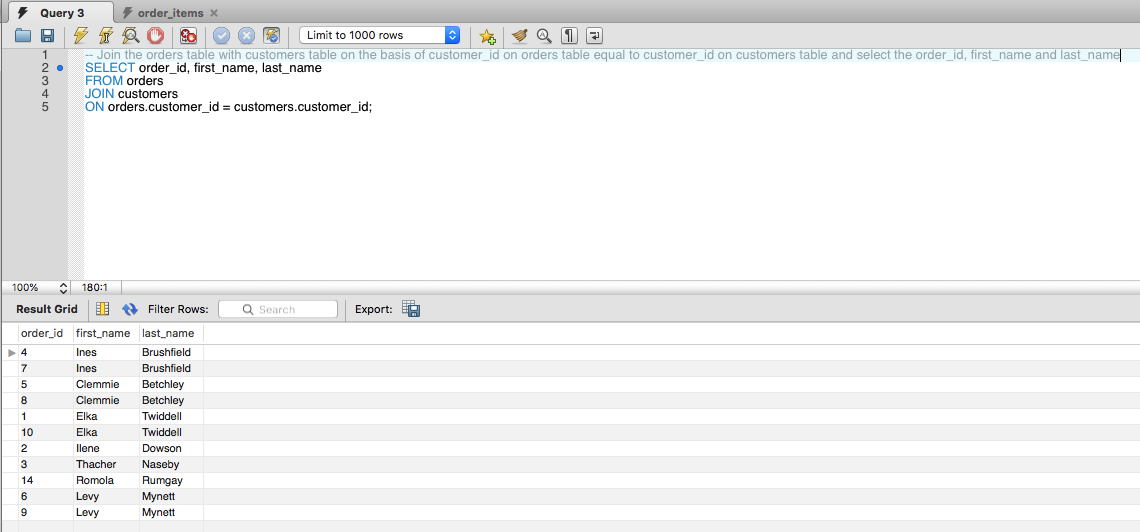 Query 3
order_items
Limit to 1000 rows
1 -- Join the orders table with customers table on the basis of customer_id on orders table equal to customer_id on customers table and select the order_id, first_name and last_name
2 SELECT order_id, first_name, last_name
3 FROM orders
4 JOIN customers
5 ON orders.customer_id = customers.customer_id;
100% 180:1
Result Grid Filter Rows: Search Export:
order_id first_name last_name
4 Ines Brushfield
7 Ines Brushfield
5 Clemmie Betchley
8 Clemmie Betchley
1 Elka Twiddell
10 Elka Twiddell
2 Ilene Dowson
3 Thacher Naseby
14 Romola Rumgay
6 Levy Mynett
9 Levy Mynett